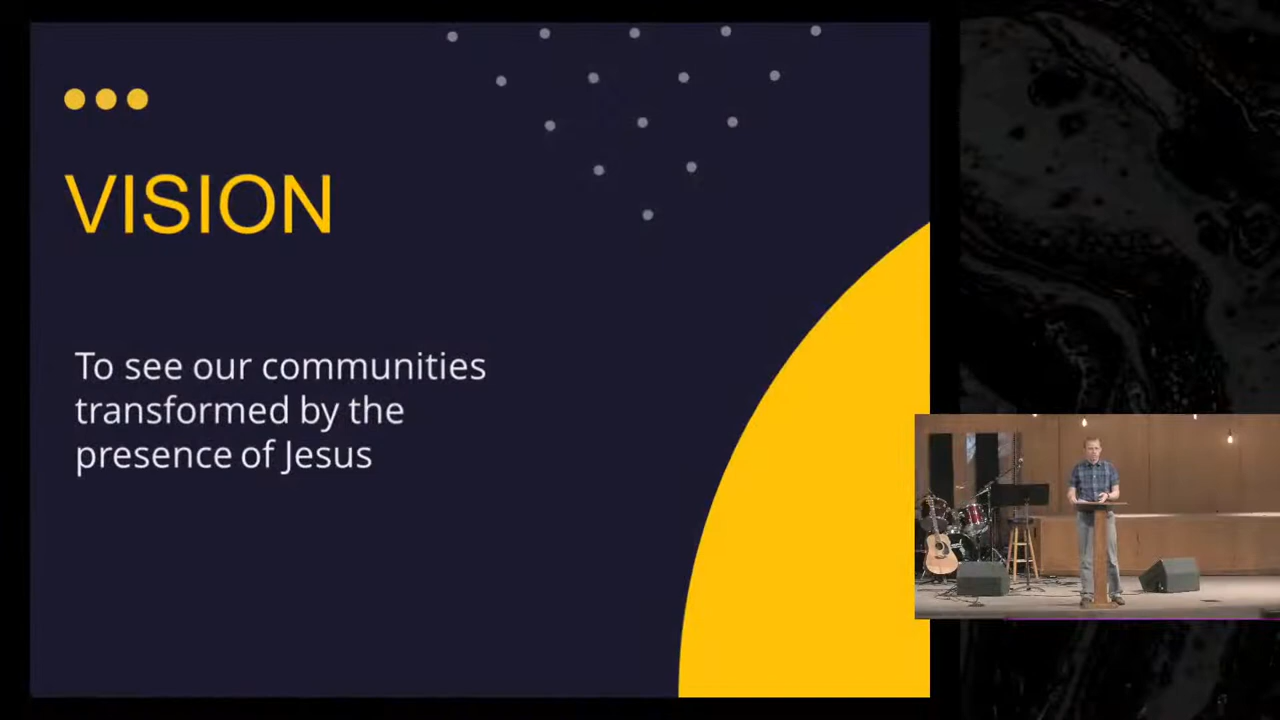 VISION
To see our communities
transformed by the
presence of Jesus